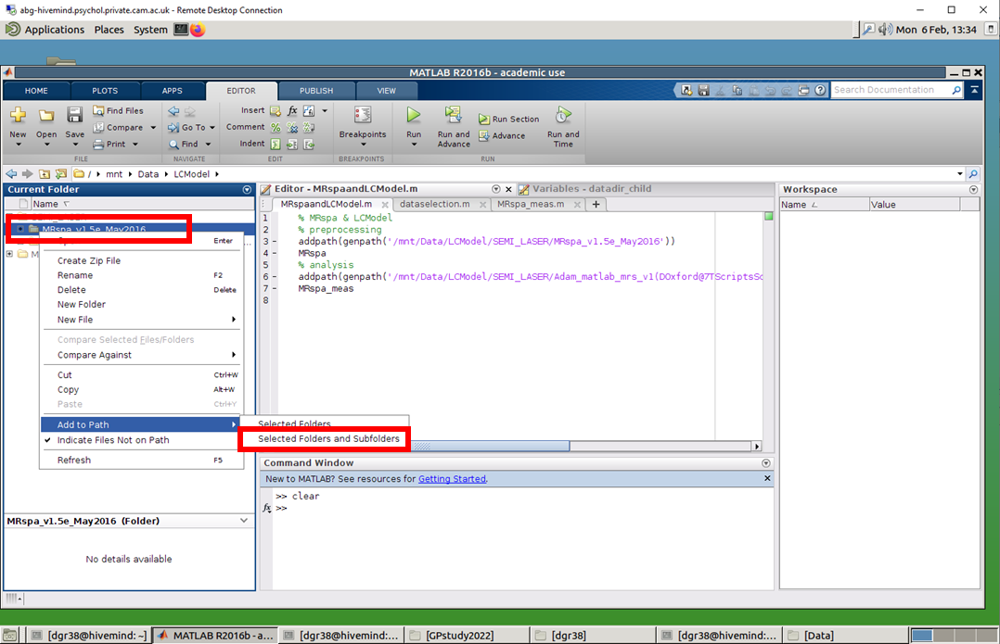 abg-hivemind.psychol.private.cam.ac.uk - Remote Desktop Connection
Applications Places System Mon 6 Feb, 13:34
MATLAB R2016b - academic use
HOME PLOTS APPS EDITOR PUBLISH VIEW Search Documentation
New Open Save Find Files Compare Print Go To Find Insert Comment Indent Breakpoints Run Run and Advance Run Section Advance Run and Time
FILE NAVIGATE EDIT BREAKPOINTS RUN
/ mnt Data LCModel
Current Folder
Name
MRspa_v1.5e_May2016
M
Enter
Create Zip File
Rename F2
Delete Delete
New Folder
New File
Compare Selected Files/Folders
Compare Against
Cut Ctrl+W
Copy Alt+W
Paste Ctrl+Y
Add to Path
Indicate Files Not on Path
Refresh F5
Selected Folders
Selected Folders and Subfolders
MRspa_v1.5e_May2016 (Folder)
No details available
Editor - MRspaandLCModel.m Variables - datadir_child
MRspaandLCModel.m dataselection.m MRspa_meas.m
1 % MRspa & LCModel
2 % preprocessing
3 - addpath(genpath('/mnt/Data/LCModel/SEMI_LASER/MRspa_v1.5e_May2016'))
4 - MRspa
5 % analysis
6 - addpath(genpath('/mnt/Data/LCModel/SEMI_LASER/Adam_matlab_mrs_v1(DOxford@7TScriptsSc
7 - MRspa_meas
8
Command Window
New to MATLAB? See resources for Getting Started.
>> clear
fx >>
Workspace
Name Value
[dgr38@hivemind: ~] MATLAB R2016b - a... [dgr38@hivemind:... [GPstudy2022] [dgr38] [dgr38@hivemind:... [Data]